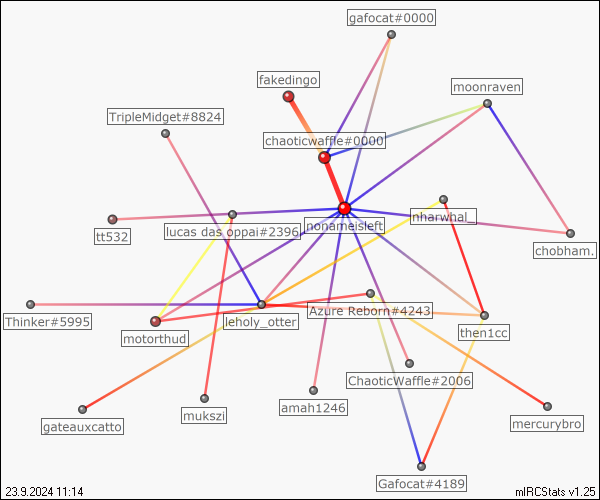 gafocat#0000
fakedingo
moonraven
TripleMidget#8824
chaoticwaffle#0000
nharwhal_
nonameisleft
lucas das oppai#2396
tt532
chobham.
Thinker#5995
leholy_otter
Azure Reborn#4243
motorthud
then1cc
ChaoticWaffle#2006
amah1246
mukszi
gateauxcatto
mercurybro
Gafocat#4189
23.9.2024 11:14
mIRCStats v1.25